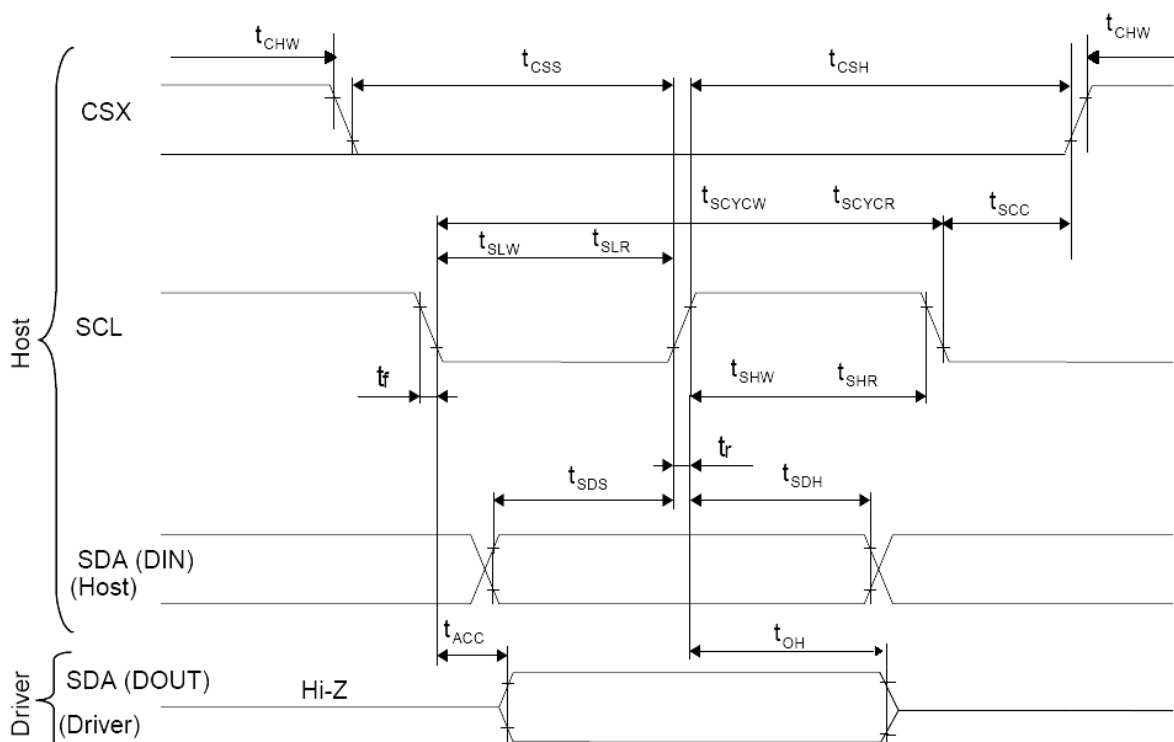 tCHW
tCHW
tCSS
tCSH
CSX
tSCYCW
tSCYCR
tSCC
tSLW
tSLR
SCL
Host
tf
tSHW
tSHR
tr
tSDS
tSDH
SDA (DIN)
(Host)
tACC
tOH
SDA (DOUT)
Hi-Z
(Driver)
Driver